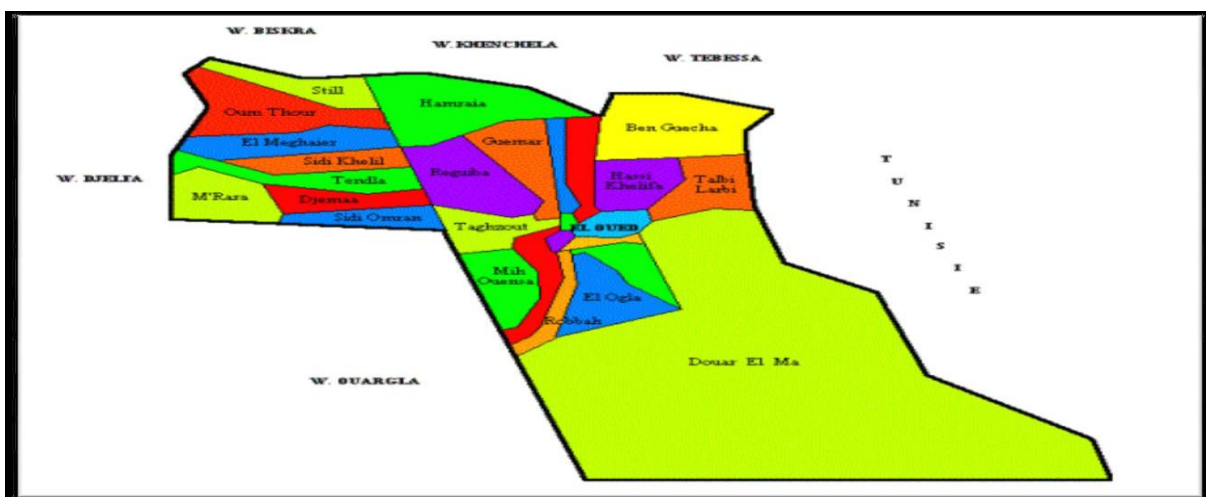 W. BISKRA
W. KHENCHELA
W. TEBESSA
Still
Hamraia
Oum Thour
Ben Guecha
El Meghaier
Guemar
Sidi Khelil
Reguiba
Hassi
Khelifa
Talbi
Larbi
W. DJELFA
Tendla
M'Rara
Djemaa
Sidi Omran
Taghzout
EL OUED
Mih
Ouensa
El Ogla
Robbah
Douar El Ma
W. OUARGLA
T
U
N
I
S
I
E